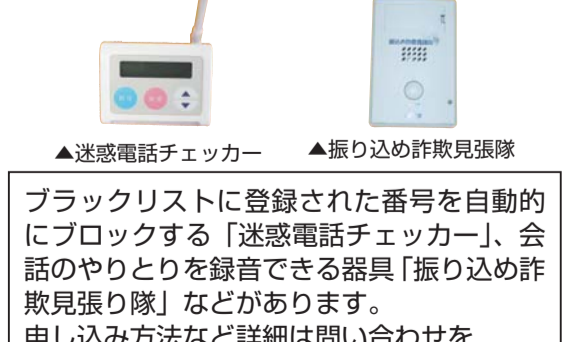 ▲迷惑電話チェッカー
▲振り込め詐欺見張隊
ブラックリストに登録された番号を自動的
にブロックする「迷惑電話チェッカー」、会
話のやりとりを録音できる器具「振り込め詐
欺見張り隊」などがあります。
申し込み方法など詳細は問い合わせを